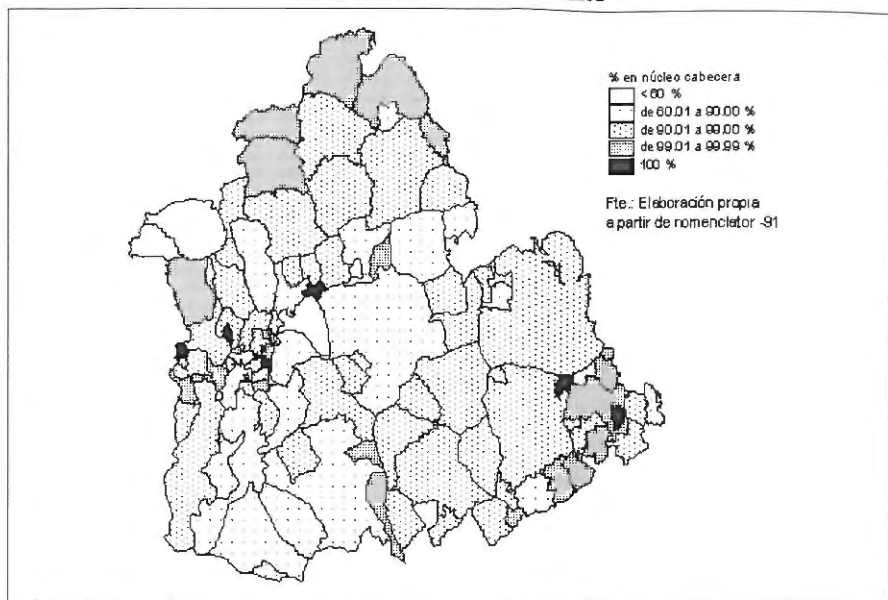 % en núcleo cabecera
<60 %
de 60.01 a 90.00 %
de 90.01 a 99.00 %
de 99.01 a 99.99 %
100 %
Fte.: Elaboración propia
a partir de nomenclator -91